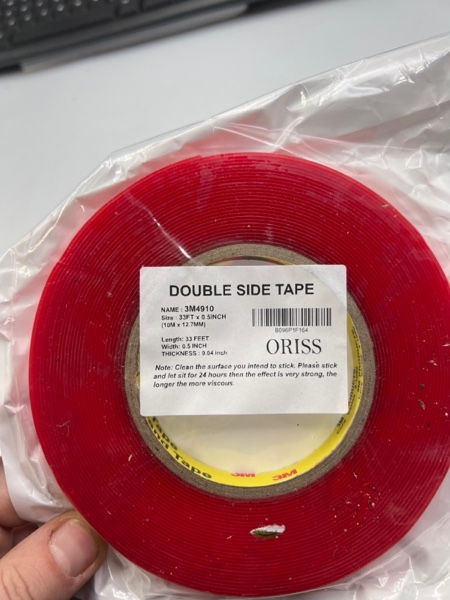 DOUBLE SIDE TAPE
NAME : 3M4910
Size : 33FT x 0.5INCH
(10M x 12.7MM)
Length: 33 FEET
Width: 0.5 INCH
THICKNESS : 0.04 inch
B096P1F164
ORISS
Note: Clean the surface you intend to stick. Please stick
and let sit for 24 hours then the effect is very strong, the
longer the more viscous.
Tape